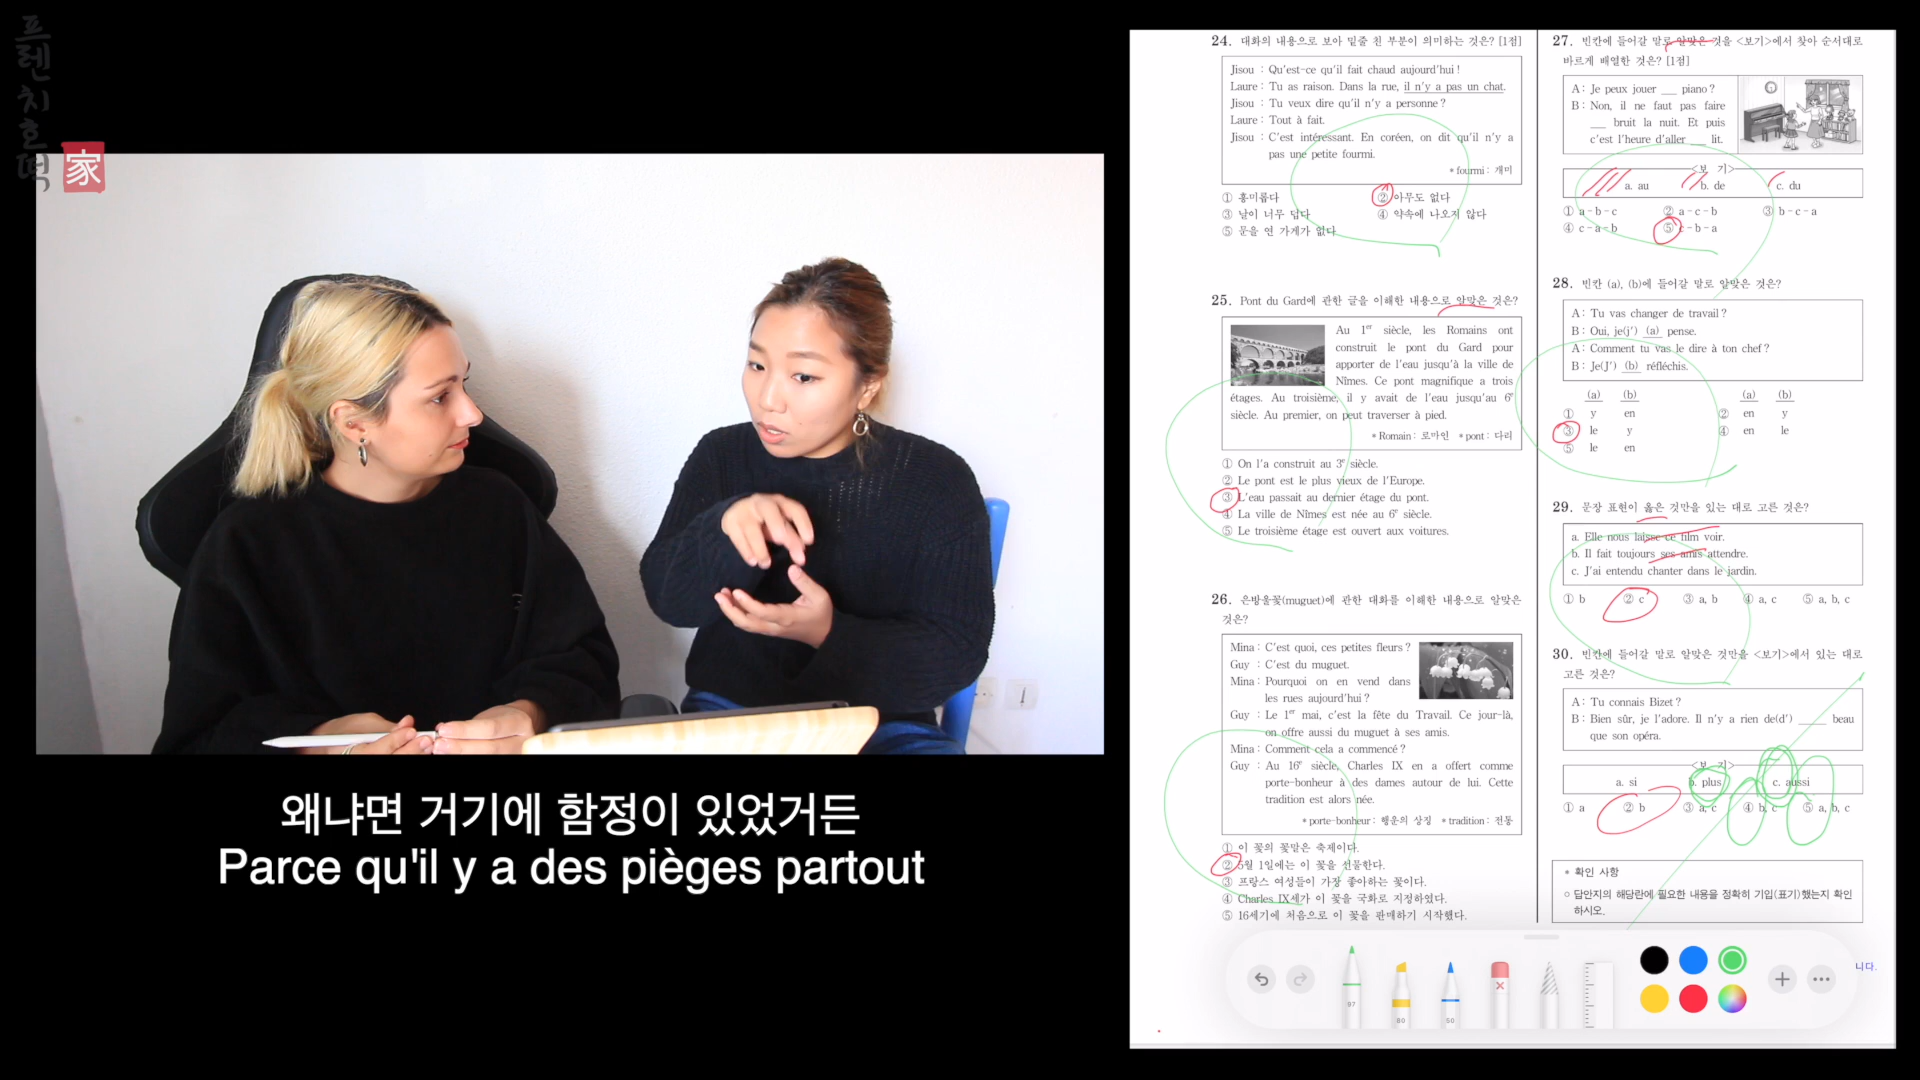 프렌치호떡
家
왜냐면 거기에 함정이 있었거든
Parce qu'il y a des pièges partout
24. 대화의 내용으로 보아 밑줄 친 부분이 의미하는 것은? [1점]
Jisou : Qu'est-ce qu'il fait chaud aujourd'hui !
Laure : Tu as raison. Dans la rue, il n'y a pas un chat.
Jisou : Tu veux dire qu'il n'y a personne ?
Laure : Tout à fait.
Jisou : C'est intéressant. En coréen, on dit qu'il n'y a
pas une petite fourmi.
* fourmi : 개미
① 흥미롭다 ② 아무도 없다
③ 날이 너무 덥다 ④ 약속에 나오지 않다
⑤ 문을 연 가게가 없다
25. Pont du Gard에 관한 글을 이해한 내용으로 알맞은 것은?
Au 1er siècle, les Romains ont
construit le pont du Gard pour
apporter de l'eau jusqu'à la ville de
Nîmes. Ce pont magnifique a trois
étages. Au troisième, il y avait de l'eau jusqu'au 6e
siècle. Au premier, on peut traverser à pied.
* Romain : 로마인 * pont : 다리
① On l'a construit au 3e siècle.
② Le pont est le plus vieux de l'Europe.
③ L'eau passait au dernier étage du pont.
④ La ville de Nîmes est née au 6e siècle.
⑤ Le troisième étage est ouvert aux voitures.
26. 은방울꽃(muguet)에 관한 대화를 이해한 내용으로 알맞은
것은?
Mina : C'est quoi, ces petites fleurs ?
Guy : C'est du muguet.
Mina : Pourquoi on en vend dans
les rues aujourd'hui ?
Guy : Le 1er mai, c'est la fête du Travail. Ce jour-là,
on offre aussi du muguet à ses amis.
Mina : Comment cela a commencé ?
Guy : Au 16e siècle, Charles IX en a offert comme
porte-bonheur à des dames autour de lui. Cette
tradition est alors née.
* porte-bonheur : 행운의 상징 * tradition : 전통
① 이 꽃의 꽃말은 축제이다.
② 5월 1일에는 이 꽃을 선물한다.
③ 프랑스 여성들이 가장 좋아하는 꽃이다.
④ Charles IX세가 이 꽃을 국화로 지정하였다.
⑤ 16세기에 처음으로 이 꽃을 판매하기 시작했다.
27. 빈칸에 들어갈 말로 알맞은 것을 <보기>에서 찾아 순서대로
바르게 배열한 것은? [1점]
A : Je peux jouer ___ piano ?
B : Non, il ne faut pas faire
___ bruit la nuit. Et puis
c'est l'heure d'aller ___ lit.
<보 기>
a. au b. de c. du
① a-b-c ② a-c-b ③ b-c-a
④ c-a-b ⑤ c-b-a
28. 빈칸 (a), (b)에 들어갈 말로 알맞은 것은?
A : Tu vas changer de travail ?
B : Oui, je(j') (a) pense.
A : Comment tu vas le dire à ton chef ?
B : Je(J') (b) réfléchis.
(a) (b) (a) (b)
① y en ② en y
③ le y ④ en le
⑤ le en
29. 문장 표현이 옳은 것만을 있는 대로 고른 것은?
a. Elle nous laisse ce film voir.
b. Il fait toujours ses amis attendre.
c. J'ai entendu chanter dans le jardin.
① b ② c ③ a, b ④ a, c ⑤ a, b, c
30. 빈칸에 들어갈 말로 알맞은 것만을 <보기>에서 있는 대로
고른 것은?
A : Tu connais Bizet ?
B : Bien sûr, je l'adore. Il n'y a rien de(d') ____ beau
que son opéra.
<보 기>
a. si b. plus c. aussi
① a ② b ③ a, c ④ b, c ⑤ a, b, c
* 확인 사항
○ 답안지의 해당란에 필요한 내용을 정확히 기입(표기)했는지 확인
하시오.
니다.
97
80
50